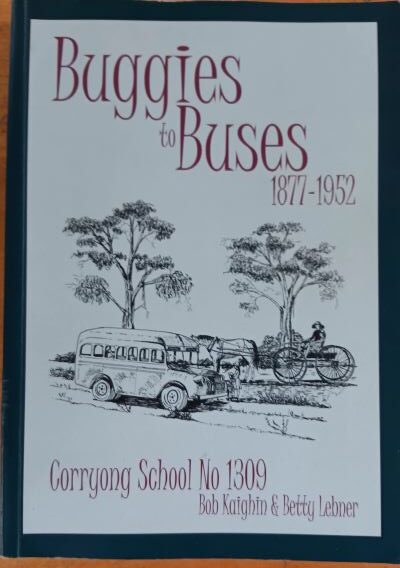 Buggies
to Buses
1877-1952
Corryong School No 1309
Bob Kaighin & Betty Lebner